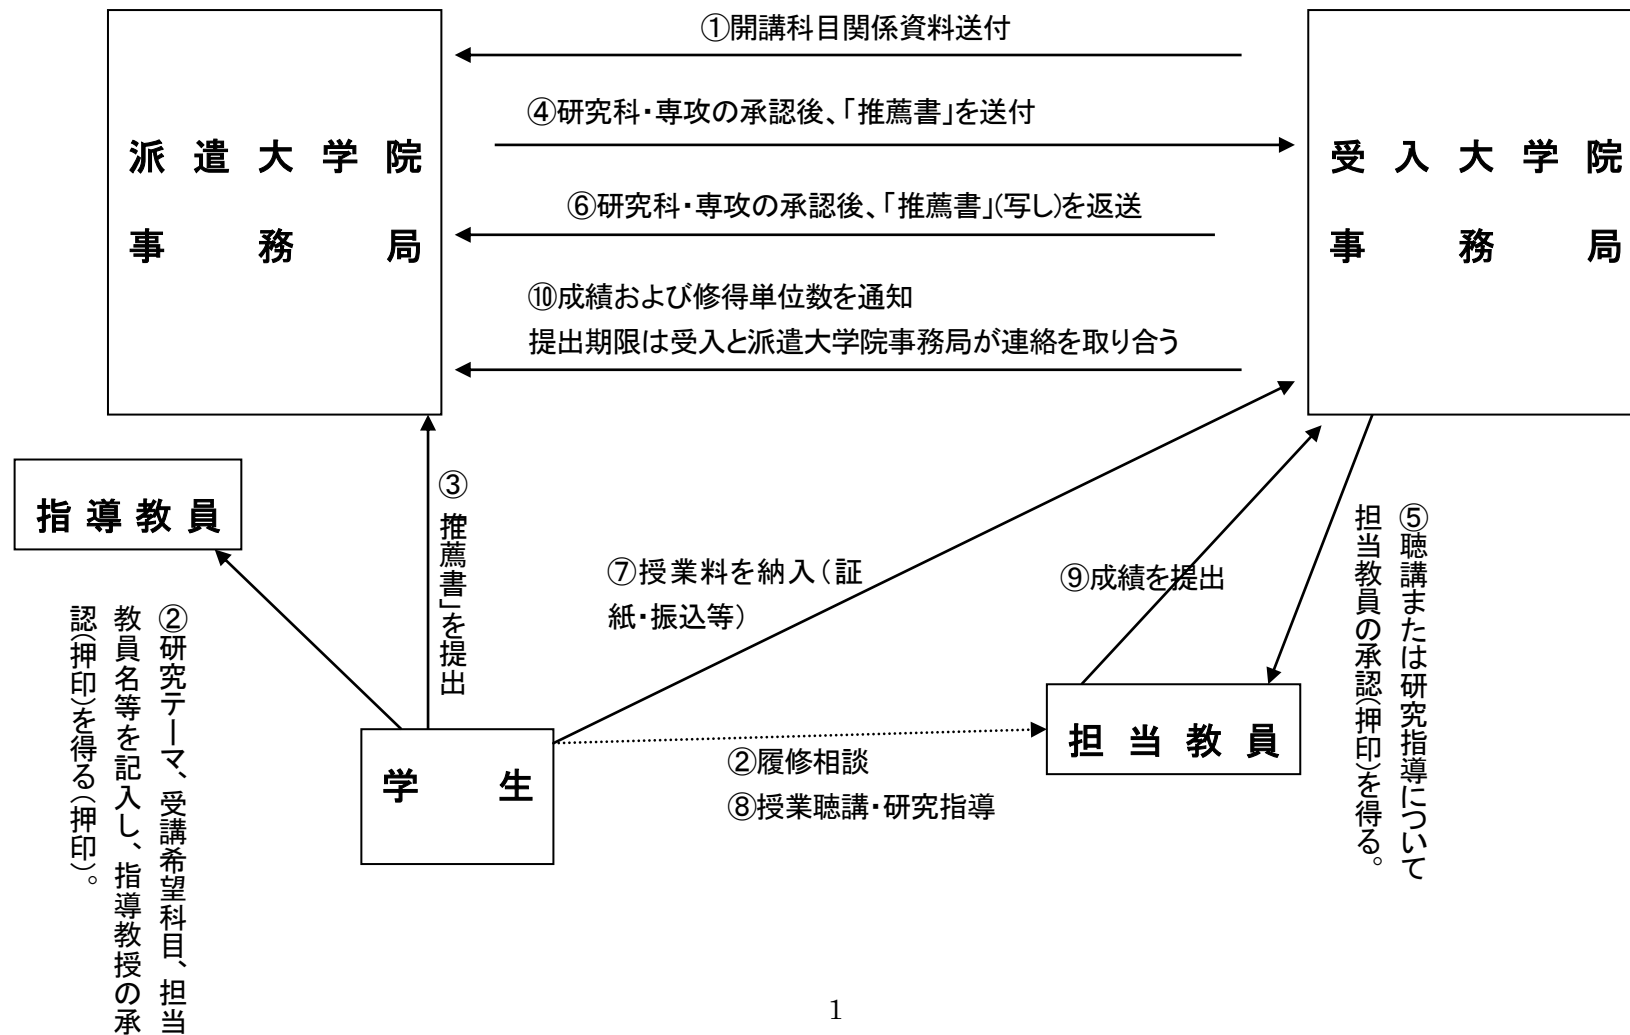 ①開講科目関係資料送付
④研究科・専攻の承認後、「推薦書」を送付
派遣大学院
事務局
受入大学院
事務局
⑥研究科・専攻の承認後、「推薦書」(写し)を返送
⑩成績および修得単位数を通知
提出期限は受入と派遣大学院事務局が連絡を取り合う
指導教員
③「推薦書」を提出
⑦授業料を納入(証
紙・振込等)
⑨成績を提出
⑤聴講または研究指導について
担当教員の承認(押印)を得る。
②研究テーマ、受講希望科目、担当
教員名等を記入し、指導教授の承
認(押印)を得る(押印)。
学生
担当教員
②履修相談
⑧授業聴講・研究指導
1